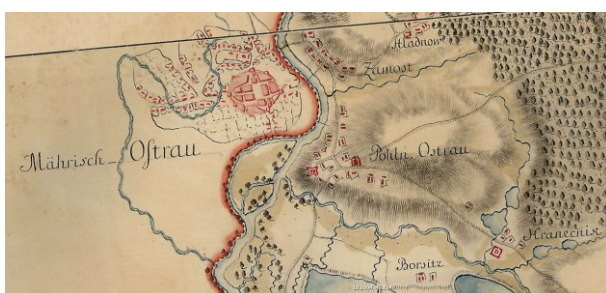 Hladnow
Zamost
Mährisch-Ostrau
Pohln. Ostrau
Hranecnix
Borsitz